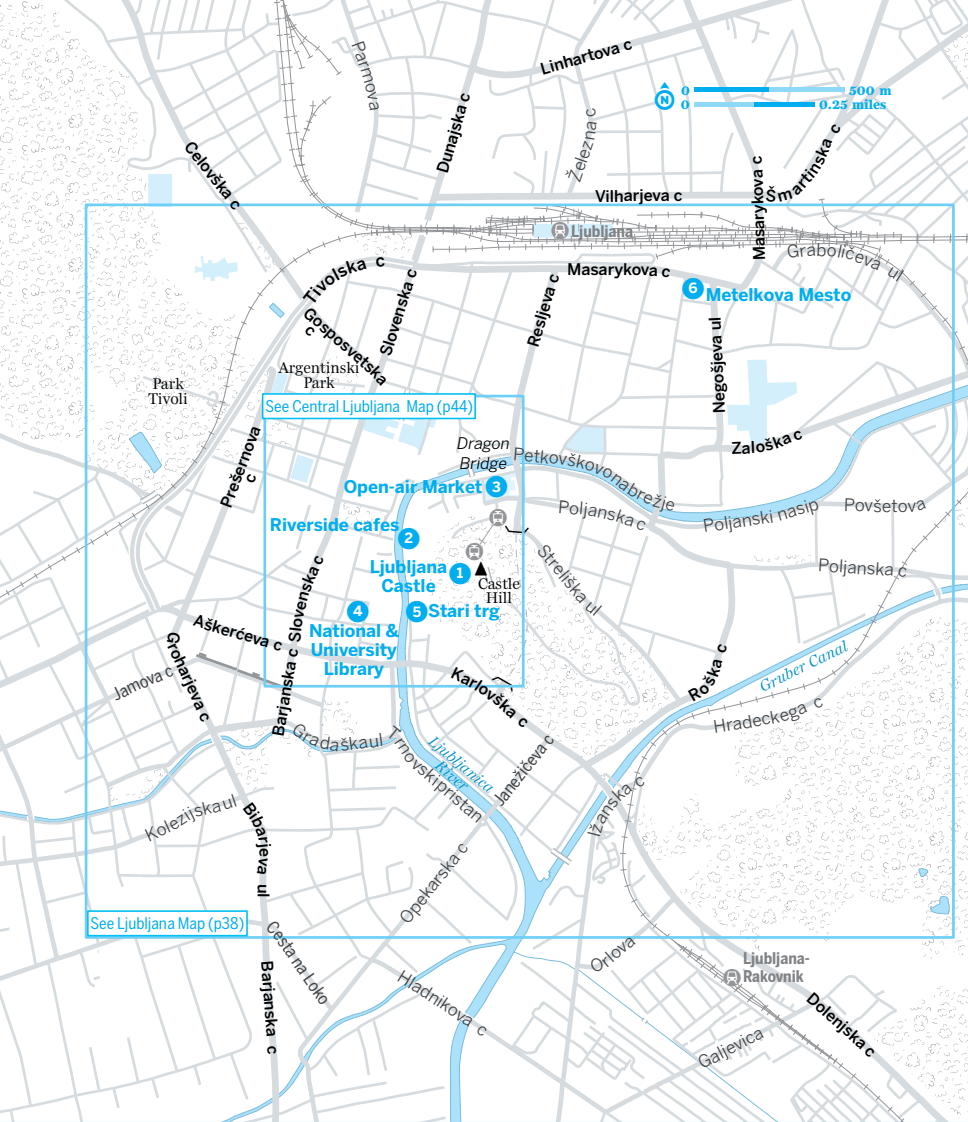 Parmova
Linhartova c
Dunajska c
Železna c
N
0
500 m
0
0.25 miles
Celovška c
Vilharjeva c
Masarykova c
Šmartinska c
Ljubljana
Grabolićeva ul
Tivolska c
Masarykova c
6
Metelkova Mesto
Slovenska c
Resljeva c
Gosposvetska
c
Negošjeva ul
Argentinski
Park
Park
Tivoli
See Central Ljubljana Map (p44)
Prešernova
c
Dragon
Bridge
Zaloška c
Petkovškovonabrežje
Open-air Market
3
Poljanska c
Poljanski nasip
Povšetova
Riverside cafes
2
Streliška ul
Ljubljana
Castle
1
Castle
Hill
Poljanska c
Slovenska c
4
National &
University
Library
5
Stari trg
Aškerćeva c
Groharjeva c
Jamova c
Barjanska c
Karlovška c
Roška c
Gruber Canal
Hradeckega c
Gradaškaul
Trnovskipristan
Ljubljanica
River
Janežičeva c
Ižanska c
Kolezijskaul
Bibarjeva ul
Opekarska c
See Ljubljana Map (p38)
Cesta na Loko
Barjanska c
Hladnikova c
Orlova
Ljubljana-
Rakovnik
Dolenjska c
Galjevica